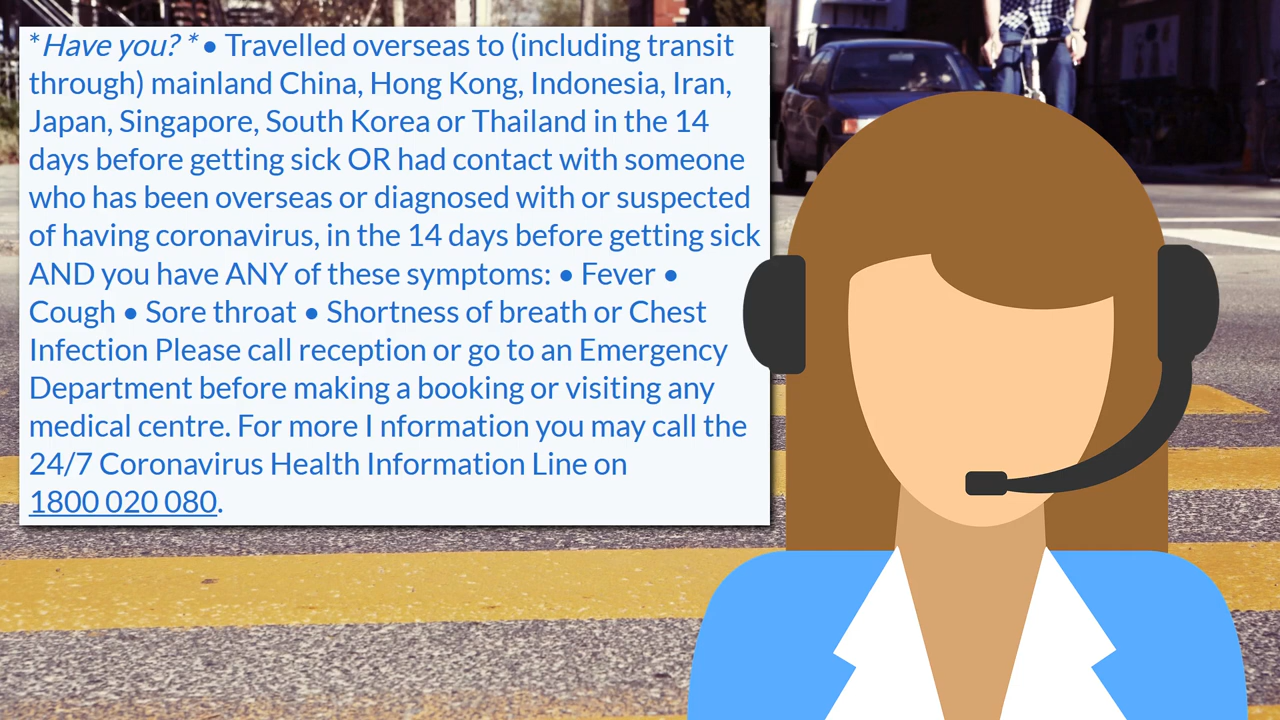 *Have you? * • Travelled overseas to (including transit
through) mainland China, Hong Kong, Indonesia, Iran,
Japan, Singapore, South Korea or Thailand in the 14
days before getting sick OR had contact with someone
who has been overseas or diagnosed with or suspected
of having coronavirus, in the 14 days before getting sick
AND you have ANY of these symptoms: • Fever •
Cough • Sore throat • Shortness of breath or Chest
Infection Please call reception or go to an Emergency
Department before making a booking or visiting any
medical centre. For more I nformation you may call the
24/7 Coronavirus Health Information Line on
1800 020 080.